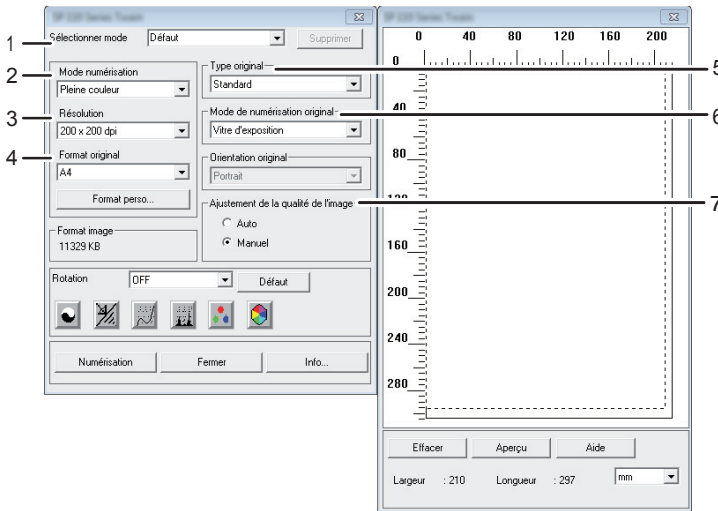 1 Sélectionner mode Défaut Supprimer
2 Mode numérisation
Pleine couleur
3 Résolution
200 x 200 dpi
4 Format original
A4
Format perso...
Format image
11329 KB
Type original 5
Standard
Mode de numérisation original 6
Vitre d'exposition
Orientation original
Portrait
Ajustement de la qualité de l'image 7
Auto
Manuel
Rotation OFF Défaut
Numérisation Fermer Info...
0 40 80 120 160 200
0
40
80
120
160
200
240
280
Effacer Aperçu Aide
Largeur : 210 Longueur : 297 mm